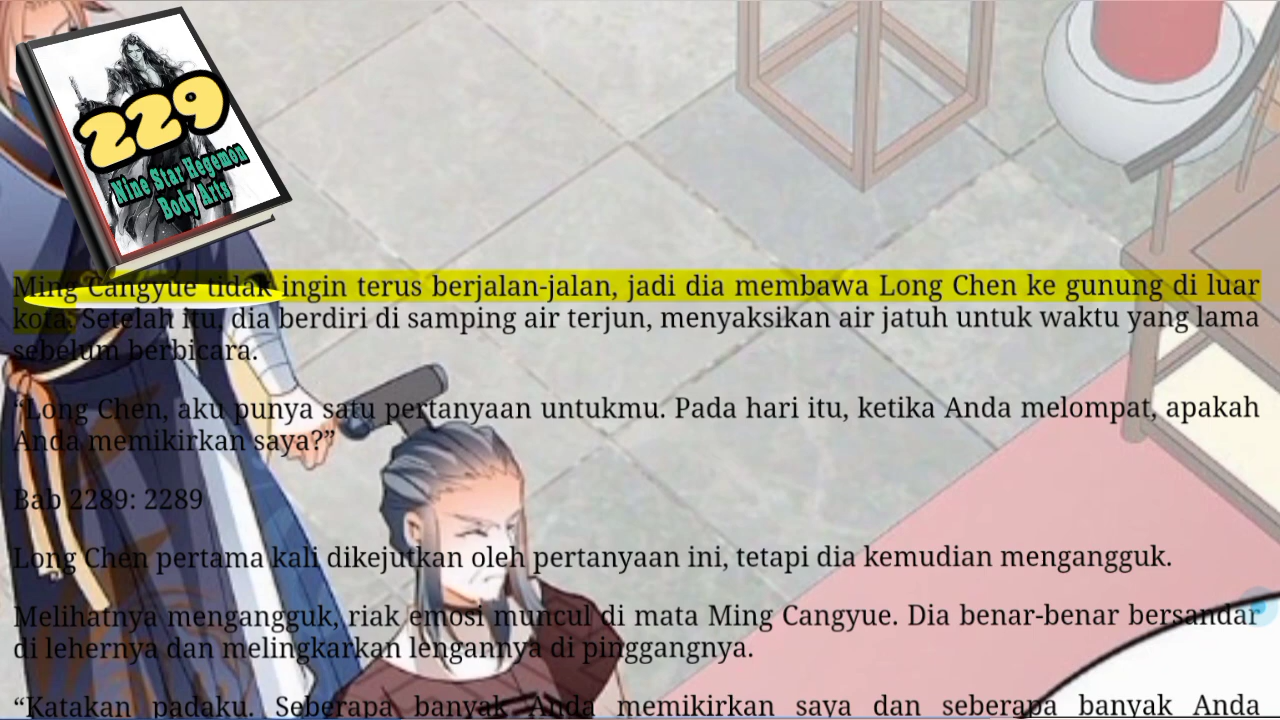 229
Nine Star Hegemon
Body Arts
Ming Cangyue tidak ingin terus berjalan-jalan, jadi dia membawa Long Chen ke gunung di luar
kota. Setelah itu, dia berdiri di samping air terjun, menyaksikan air jatuh untuk waktu yang lama
sebelum berbicara.
“Long Chen, aku punya satu pertanyaan untukmu. Pada hari itu, ketika Anda melompat, apakah
Anda memikirkan saya?”
Bab 2289: 2289
Long Chen pertama kali dikejutkan oleh pertanyaan ini, tetapi dia kemudian mengangguk.
Melihatnya mengangguk, riak emosi muncul di mata Ming Cangyue. Dia benar-benar bersandar
di lehernya dan melingkarkan lengannya di pinggangnya.
“Katakan padaku. Seberapa banyak Anda memikirkan saya dan seberapa banyak Anda